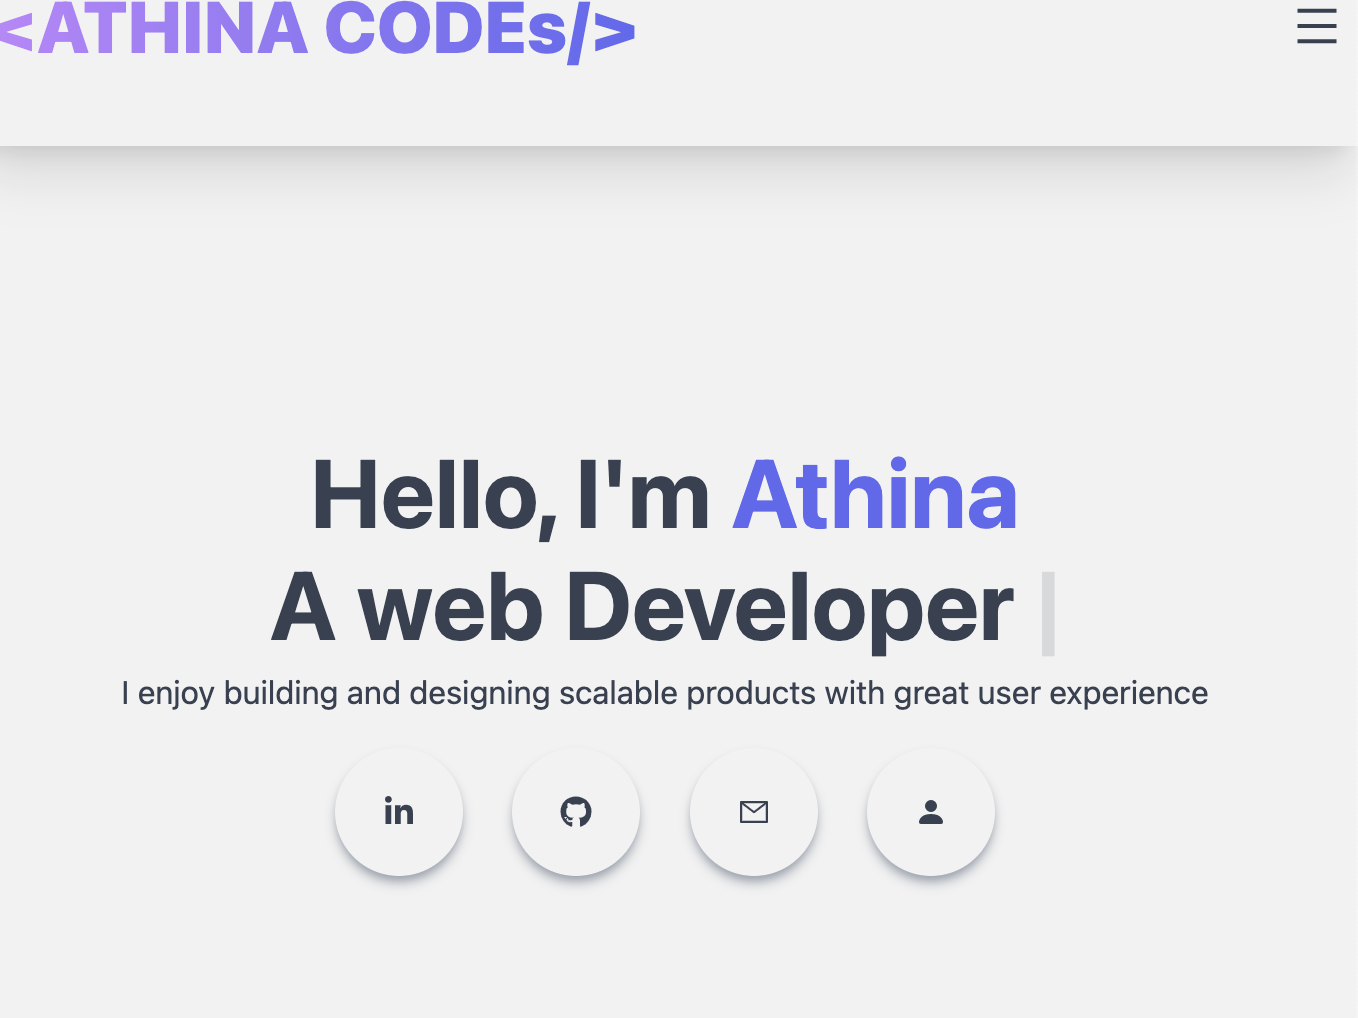 <ATHINA CODEs/>
Hello, I'm Athina
A web Developer |
I enjoy building and designing scalable products with great user experience
in